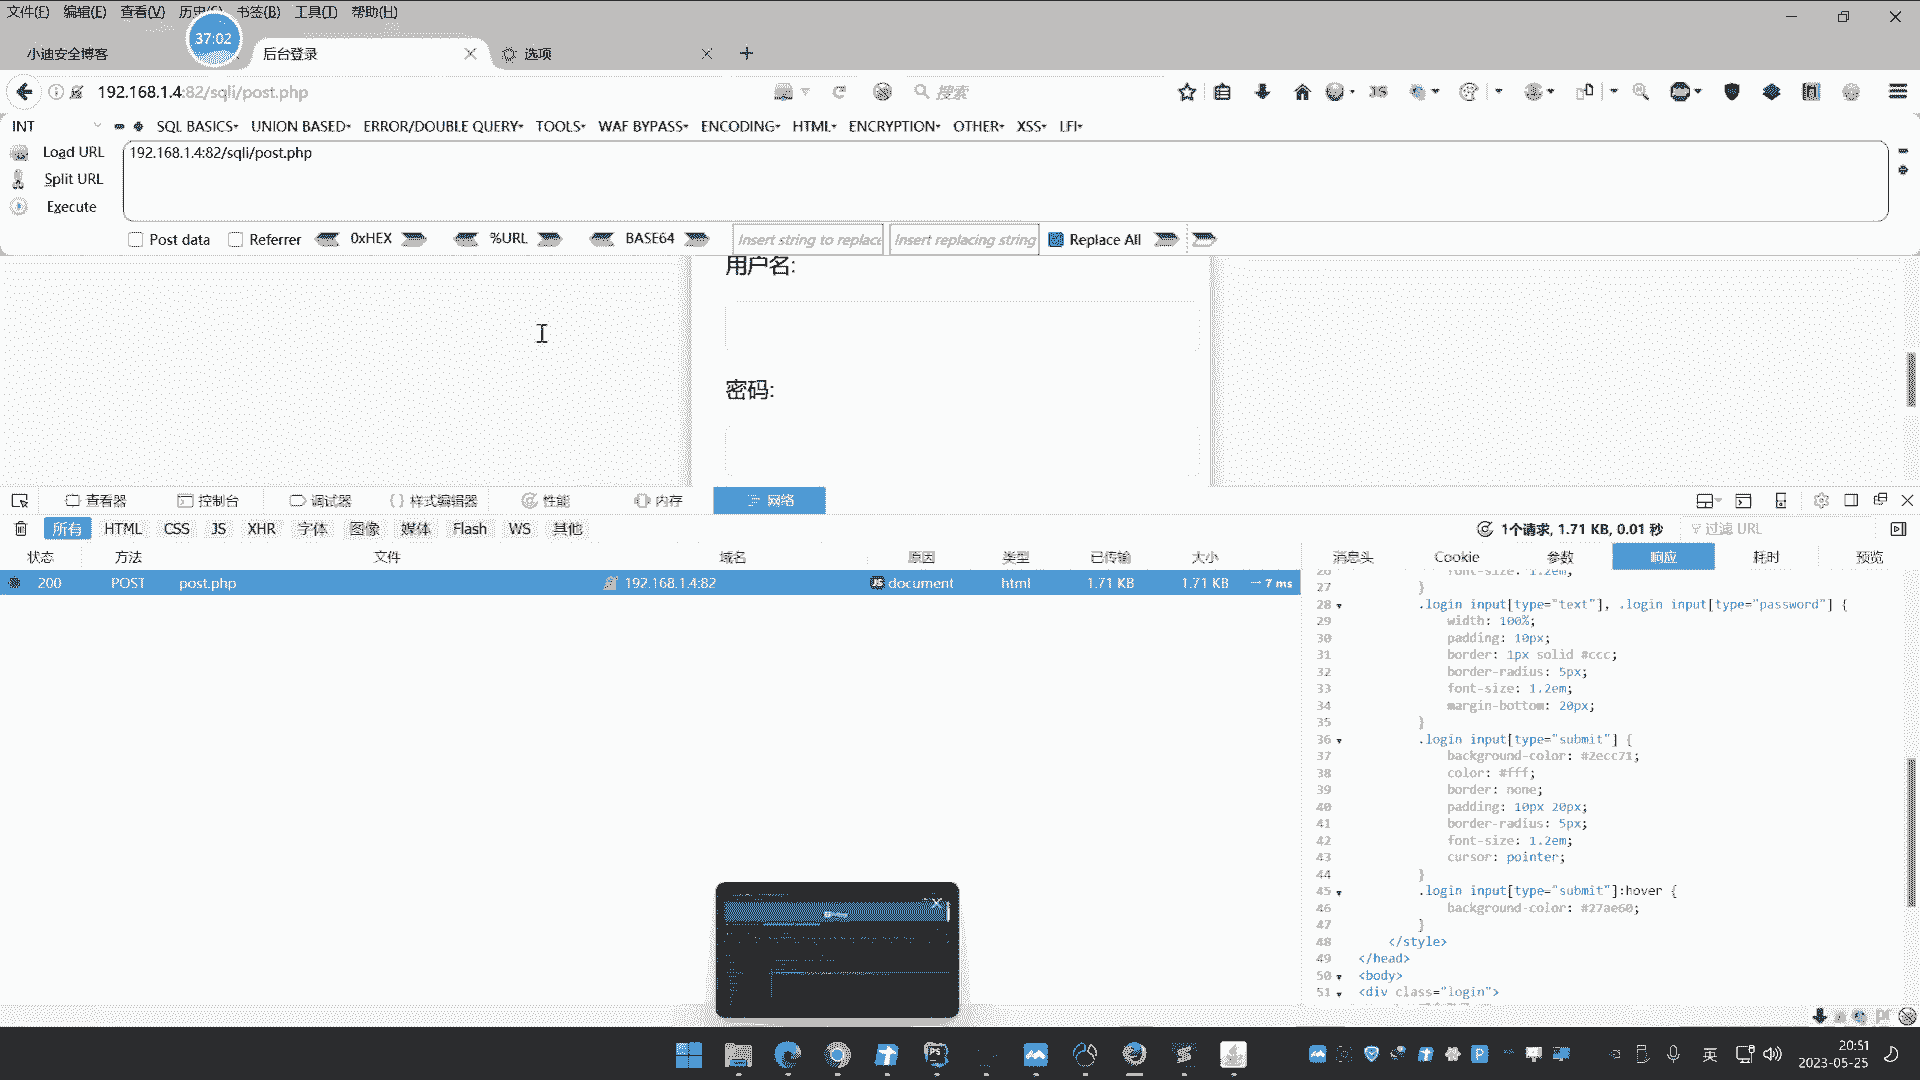 文件(F) 编辑(E) 查看(V) 历史(S) 书签(B) 工具(T) 帮助(H)
37:02
小迪安全博客 后台登录 选项
192.168.1.4:82/sqli/post.php 搜索
INT SQL BASICS UNION BASED ERROR/DOUBLE QUERY TOOLS WAF BYPASS ENCODING HTML ENCRYPTION OTHER XSS LFI
Load URL 192.168.1.4:82/sqli/post.php
Split URL
Execute
Post data Referrer 0xHEX %URL BASE64 Insert string to replace Insert replacing string Replace All
用户名:
密码:
查看器 控制台 调试器 {} 样式编辑器 性能 内存 网络
所有 HTML CSS JS XHR 字体 图像 媒体 Flash WS 其他 1个请求, 1.71 KB, 0.01 秒 过滤 URL
状态 方法 文件 域名 原因 类型 已传输 大小 消息头 Cookie 参数 响应 耗时 预览
200 POST post.php 192.168.1.4:82 JS document html 1.71 KB 1.71 KB → 7 ms
26 font-size: 1.2em;
27 }
28 .login input[type="text"], .login input[type="password"] {
29 width: 100%;
30 padding: 10px;
31 border: 1px solid #ccc;
32 border-radius: 5px;
33 font-size: 1.2em;
34 margin-bottom: 20px;
35 }
36 .login input[type="submit"] {
37 background-color: #2ecc71;
38 color: #fff;
39 border: none;
40 padding: 10px 20px;
41 border-radius: 5px;
42 font-size: 1.2em;
43 cursor: pointer;
44 }
45 .login input[type="submit"]:hover {
46 background-color: #27ae60;
47 }
48 </style>
49 </head>
50 <body>
51 <div class="login">
英 20:51
2023-05-25